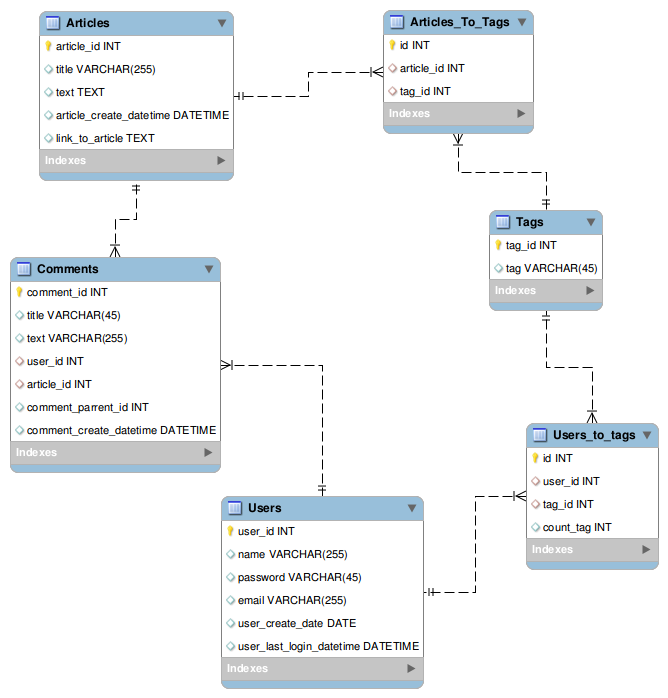 Articles
article_id INT
title VARCHAR(255)
text TEXT
article_create_datetime DATETIME
link_to_article TEXT
Indexes
Articles_To_Tags
id INT
article_id INT
tag_id INT
Indexes
Tags
tag_id INT
tag VARCHAR(45)
Indexes
Comments
comment_id INT
title VARCHAR(45)
text VARCHAR(255)
user_id INT
article_id INT
comment_parrent_id INT
comment_create_datetime DATETIME
Indexes
Users_to_tags
id INT
user_id INT
tag_id INT
count_tag INT
Indexes
Users
user_id INT
name VARCHAR(255)
password VARCHAR(45)
email VARCHAR(255)
user_create_date DATE
user_last_login_datetime DATETIME
Indexes